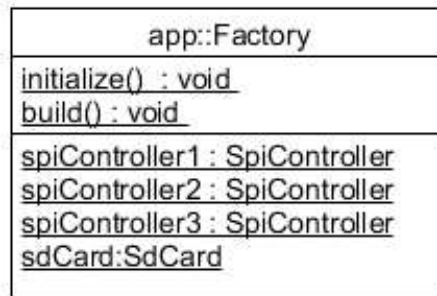 app::Factory
initialize() : void
build() : void
spiController1 : SpiController
spiController2 : SpiController
spiController3 : SpiController
sdCard:SdCard